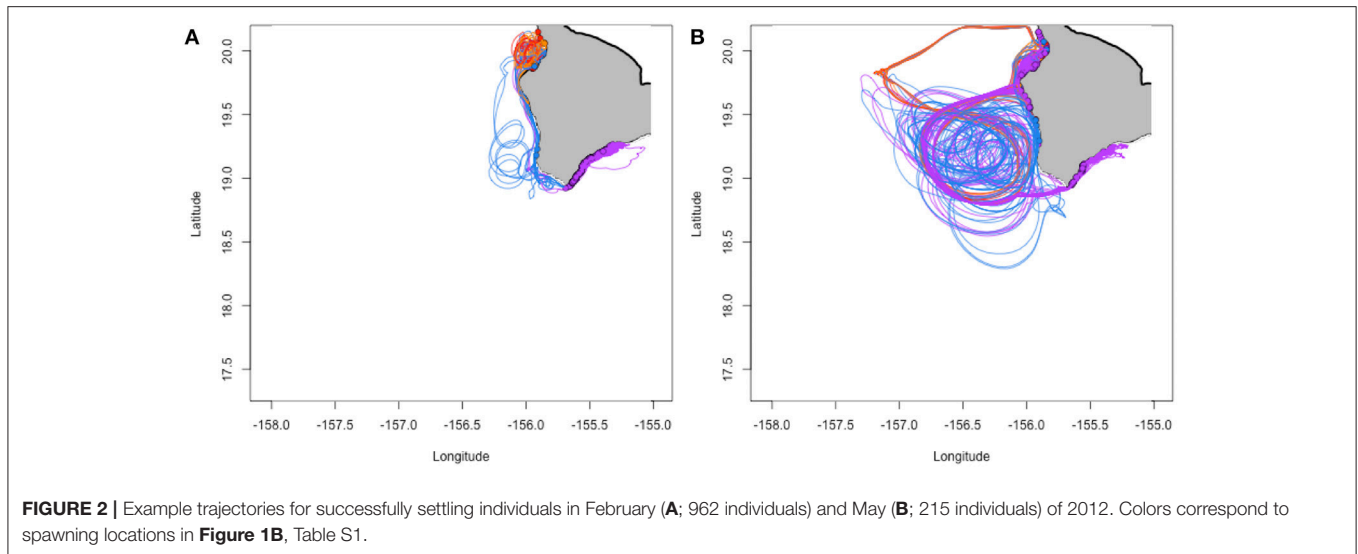 A
B
20.0
19.5
19.0
18.5
18.0
17.5
Latitude
-158.0 -157.5 -157.0 -156.5 -156.0 -155.5 -155.0
Longitude
20.0
19.5
19.0
18.5
18.0
17.5
Latitude
-158.0 -157.5 -157.0 -156.5 -156.0 -155.5 -155.0
Longitude
FIGURE 2 | Example trajectories for successfully settling individuals in February (A; 962 individuals) and May (B; 215 individuals) of 2012. Colors correspond to
spawning locations in Figure 1B, Table S1.